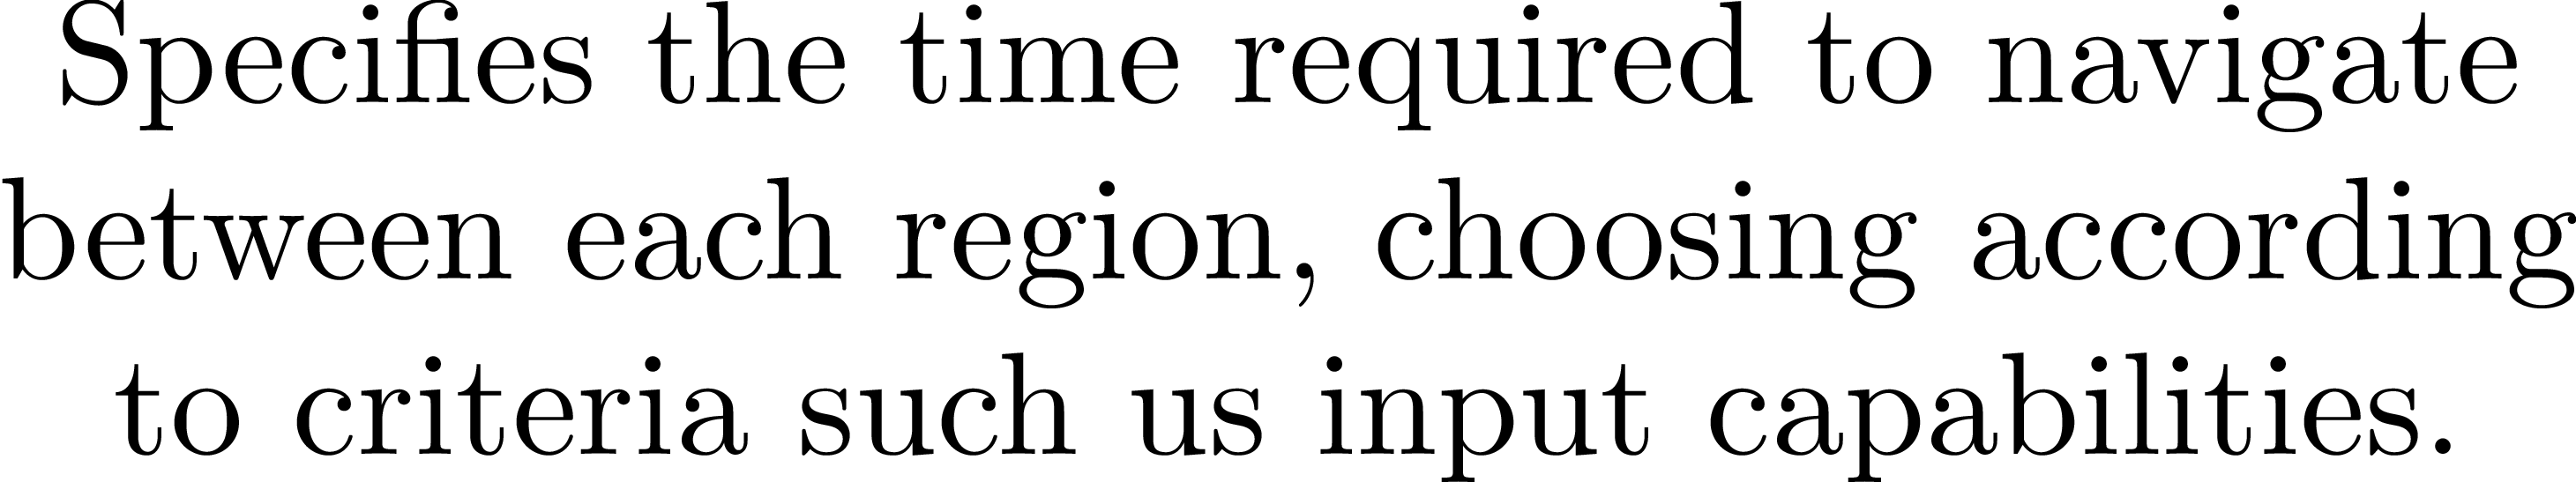 Specifies the time required to navigate
between each region, choosing according
to criteria such us input capabilities.